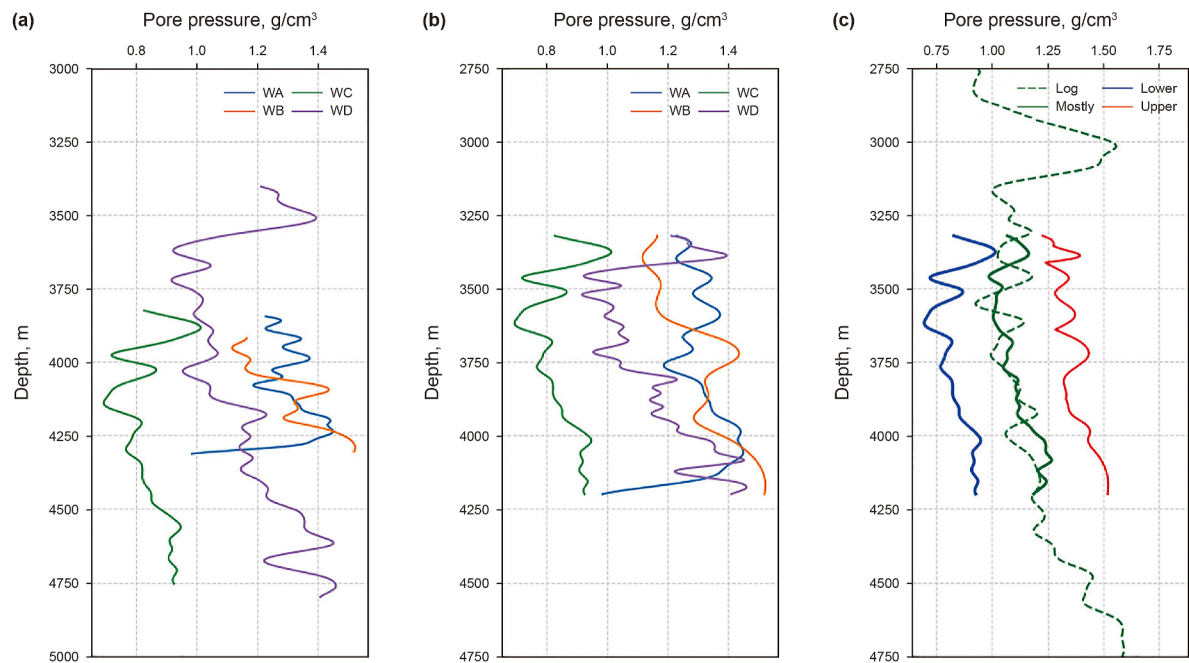 (a) Pore pressure, g/cm³
0.8 1.0 1.2 1.4
3000
3250
3500
3750
4000
4250
4500
4750
5000
Depth, m
WA WC
WB WD
(b) Pore pressure, g/cm³
0.8 1.0 1.2 1.4
2750
3000
3250
3500
3750
4000
4250
4500
4750
Depth, m
WA WC
WB WD
(c) Pore pressure, g/cm³
0.75 1.00 1.25 1.50 1.75
2750
3000
3250
3500
3750
4000
4250
4500
4750
Depth, m
Log Lower
Mostly Upper